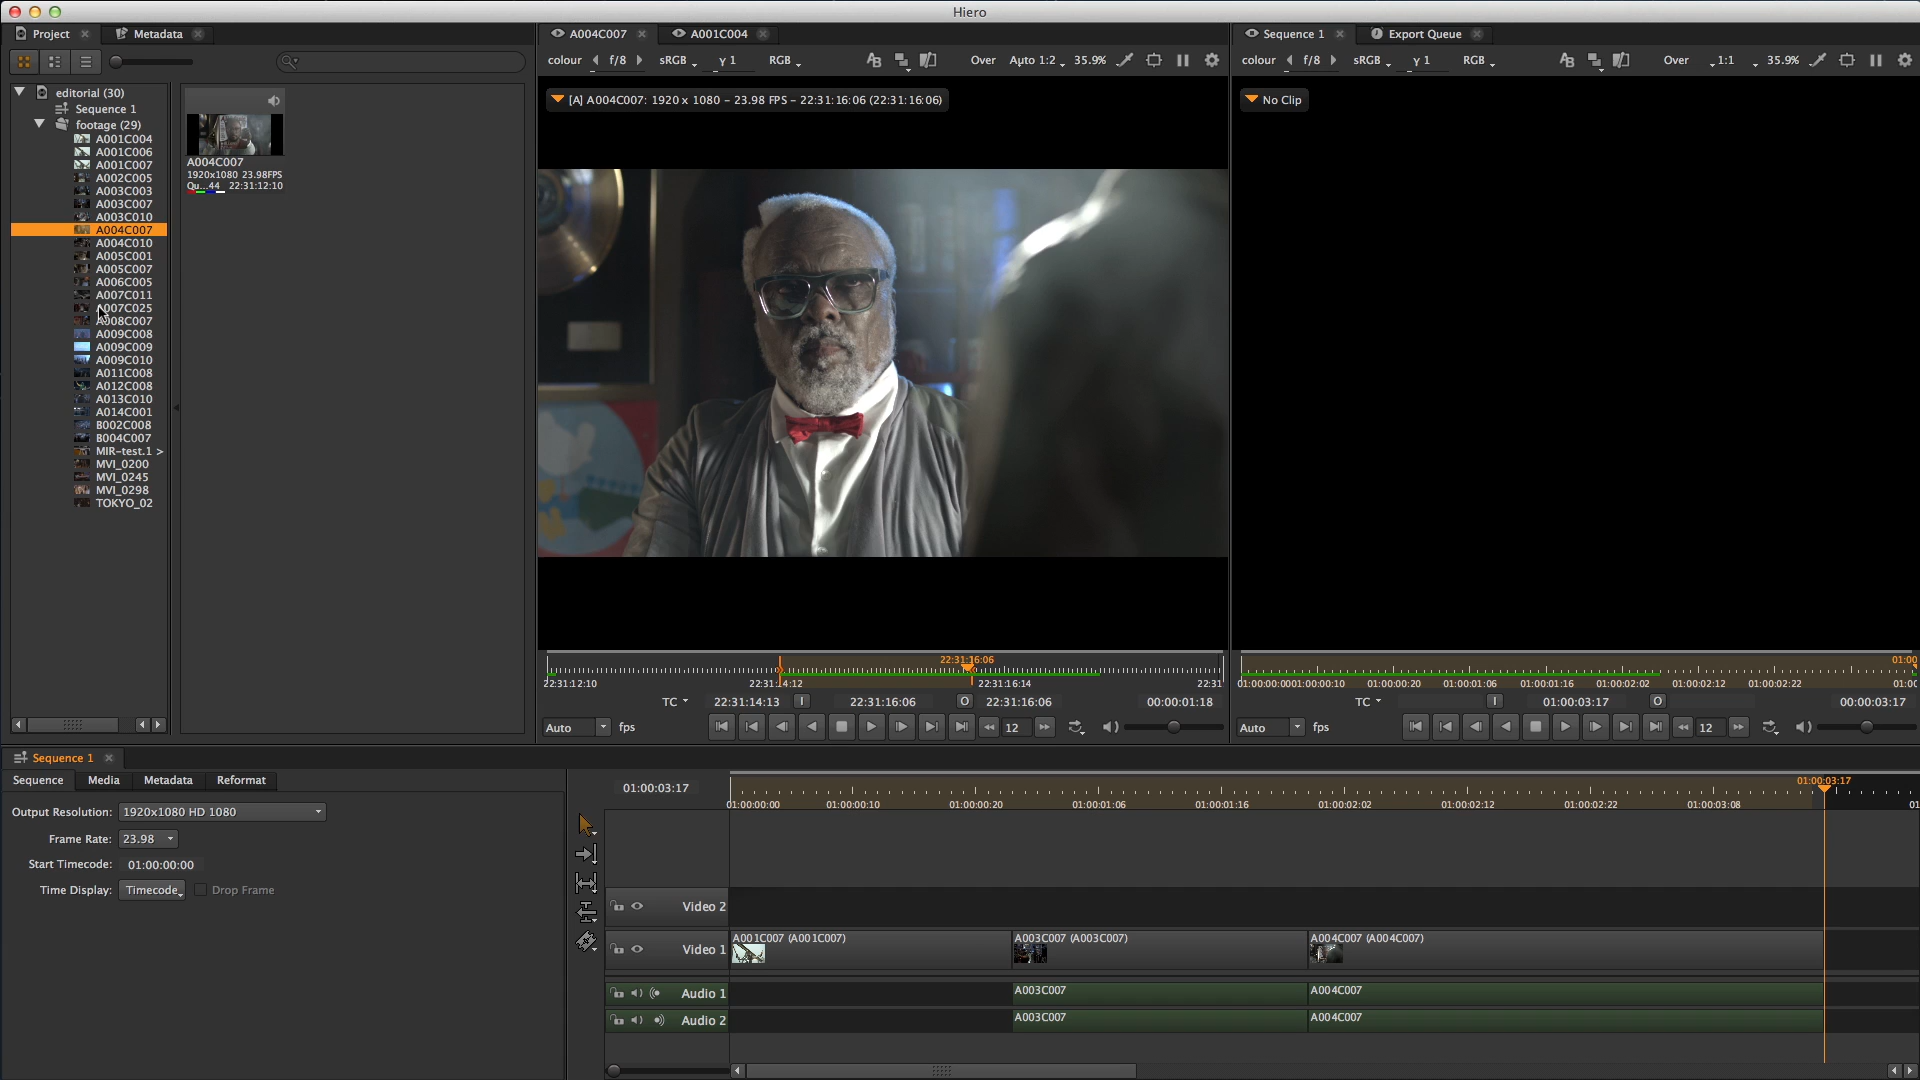 Hiero
Project
Metadata
A004C007
A001C004
Sequence 1
Export Queue
colour f/8 sRGB γ 1 RGB Over Auto 1:2 35.9%
colour f/8 sRGB γ 1 RGB Over 1:1 35.9%
editorial (30)
Sequence 1
footage (29)
A001C004
A001C006
A001C007
A002C005
A003C003
A003C007
A003C010
A004C007
A004C010
A005C001
A005C007
A006C005
A007C011
A007C025
A008C007
A009C008
A009C009
A009C010
A011C008
A012C008
A013C010
A014C001
B002C008
B004C007
MIR-test.1 >
MVI_0200
MVI_0245
MVI_0298
TOKYO_02
A004C007
1920x1080 23.98FPS
Qu...44 22:31:12:10
[A] A004C007: 1920 x 1080 – 23.98 FPS – 22:31:16:06 (22:31:16:06)
No Clip
22:31:16:06
22:31:12:10 22:31:14:12 22:31:16:14 22:31
TC 22:31:14:13 I 22:31:16:06 O 22:31:16:06 00:00:01:18
Auto fps 12
01:00
01:00:00:00 01:00:00:10 01:00:00:20 01:00:01:06 01:00:01:16 01:00:02:02 01:00:02:12 01:00:02:22 01:00
TC I 01:00:03:17 O 00:00:03:17
Auto fps 12
Sequence 1
Sequence Media Metadata Reformat
Output Resolution: 1920x1080 HD 1080
Frame Rate: 23.98
Start Timecode: 01:00:00:00
Time Display: Timecode Drop Frame
01:00:03:17
01:00:03:17
01:00:00:00 01:00:00:10 01:00:00:20 01:00:01:06 01:00:01:16 01:00:02:02 01:00:02:12 01:00:02:22 01:00:03:08 01
Video 2
Video 1
A001C007 (A001C007) A003C007 (A003C007) A004C007 (A004C007)
Audio 1 A003C007 A004C007
Audio 2 A003C007 A004C007